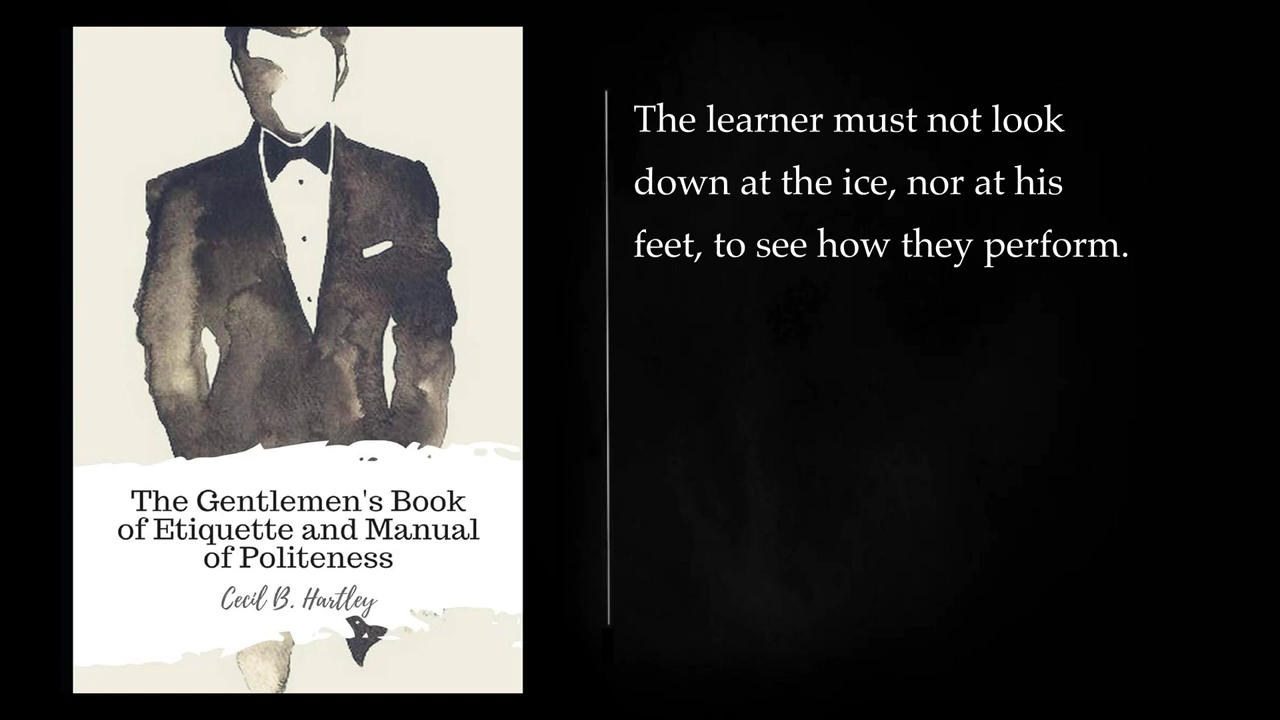 The Gentlemen's Book
of Etiquette and Manual
of Politeness
Cecil B. Hartley
The learner must not look
down at the ice, nor at his
feet, to see how they perform.